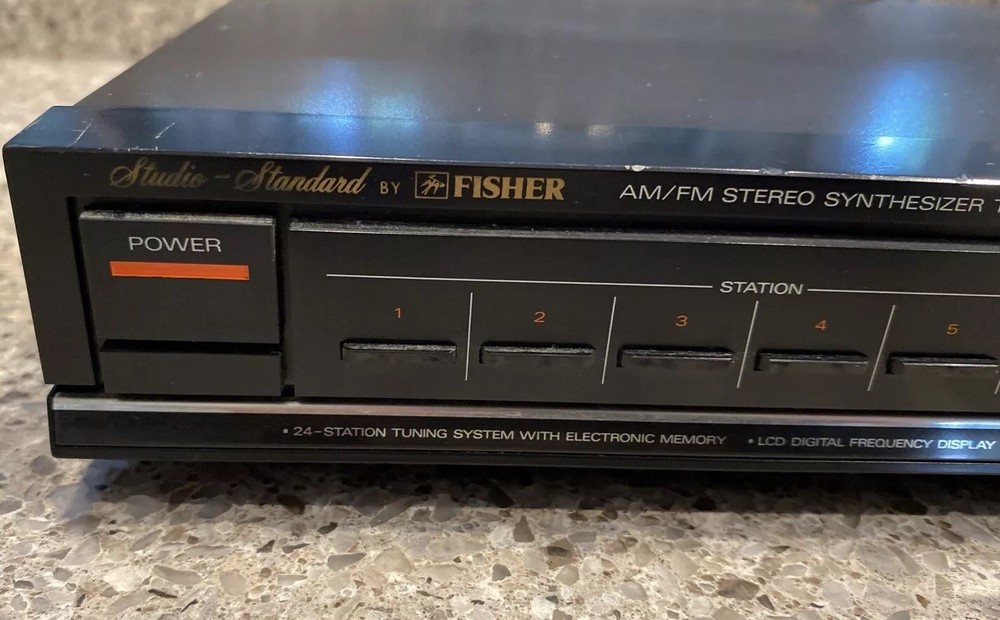 Studio-Standard BY FISHER
AM/FM STEREO SYNTHESIZER
POWER
STATION
1 2 3 4 5
• 24-STATION TUNING SYSTEM WITH ELECTRONIC MEMORY • LCD DIGITAL FREQUENCY DISPLAY